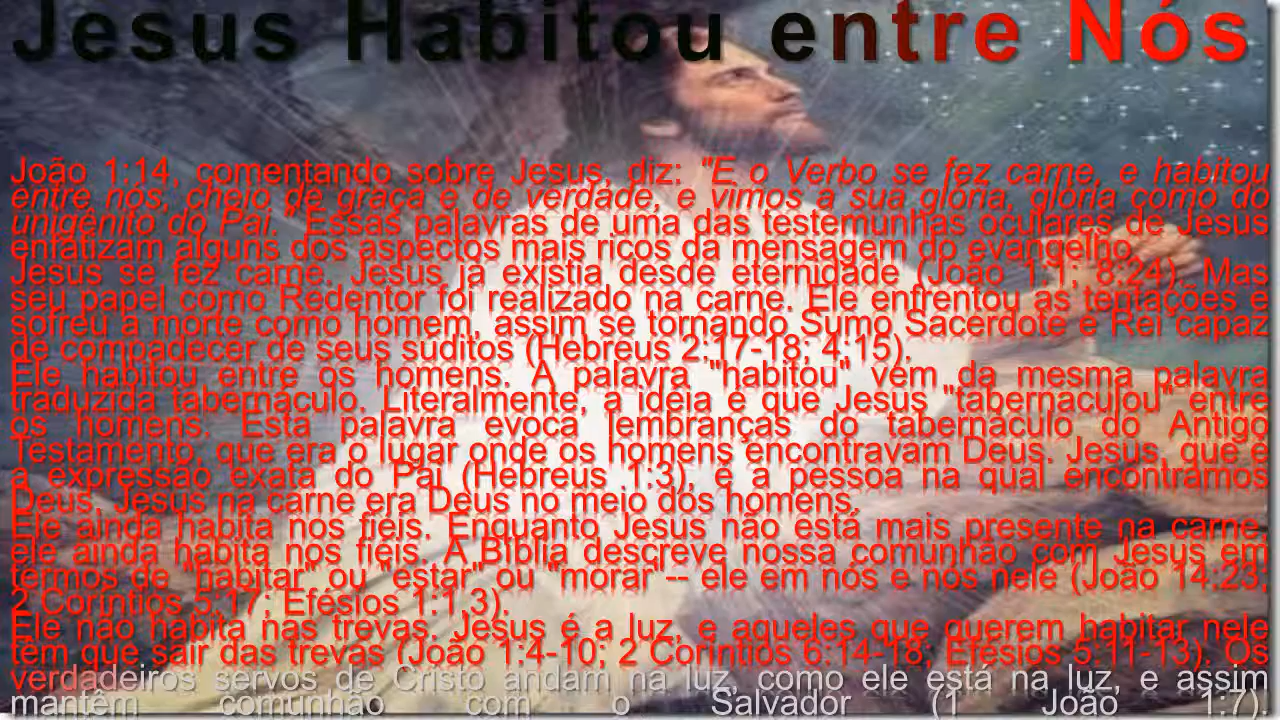 Jesus Habitou entre Nós
João 1:14, comentando sobre Jesus, diz: "E o Verbo se fez carne, e habitou
entre nós, cheio de graça e de verdade, e vimos a sua glória, glória como do
unigênito do Pai." Essas palavras de uma das testemunhas oculares de Jesus
enfatizam alguns dos aspectos mais ricos da mensagem do evangelho.
Jesus se fez carne. Jesus já existia desde eternidade (João 1:1; 8:24). Mas
seu papel como Redentor foi realizado na carne. Ele enfrentou as tentações e
sofreu a morte como homem, assim se tornando Sumo Sacerdote e Rei capaz
de compadecer de seus súditos (Hebreus 2:17-18; 4:15).
Ele habitou entre os homens. A palavra "habitou" vem da mesma palavra
traduzida tabernáculo. Literalmente, a idéia é que Jesus "tabernaculou" entre
os homens. Esta palavra evoca lembranças do tabernáculo do Antigo
Testamento, que era o lugar onde os homens encontravam Deus. Jesus, que é
a expressão exata do Pai (Hebreus 1:3), é a pessoa na qual encontramos
Deus. Jesus na carne era Deus no meio dos homens.
Ele ainda habita nos fiéis. Enquanto Jesus não está mais presente na carne,
ele ainda habita nos fiéis. A Bíblia descreve nossa comunhão com Jesus em
termos de "habitar" ou "estar" ou "morar"-- ele em nós e nós nele (João 14:23;
2 Coríntios 5:17; Efésios 1:1,3).
Ele não habita nas trevas. Jesus é a luz, e aqueles que querem habitar nele
têm que sair das trevas (João 1:4-10; 2 Coríntios 6:14-18; Efésios 5:11-13). Os
verdadeiros servos de Cristo andam na luz, como ele está na luz, e assim
mantêm comunhão com o Salvador (1 João 1:7).